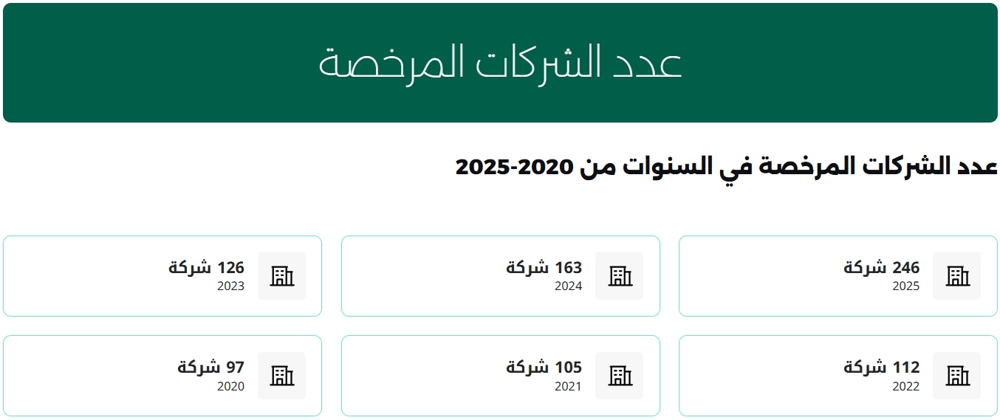 عدد الشركات المرخصة
عدد الشركات المرخصة في السنوات من 2020-2025
246 شركة
2025
163 شركة
2024
126 شركة
2023
112 شركة
2022
105 شركة
2021
97 شركة
2020